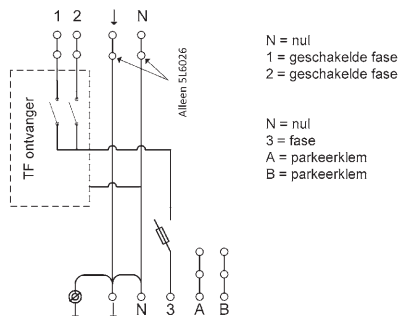 1 2 N
Alleen SL6026
TF ontvanger
N 3 A B
N = nul
1 = geschakelde fase
2 = geschakelde fase
N = nul
3 = fase
A = parkeerklem
B = parkeerklem